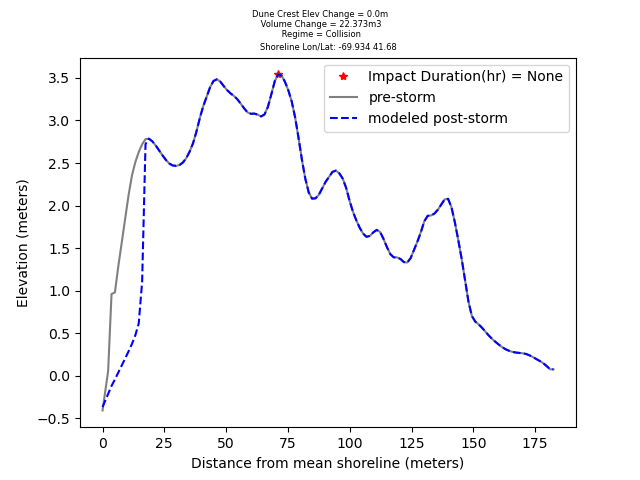 Dune Crest Elev Change = 0.0m
Volume Change = 22.373m3
Regime = Collision
Shoreline Lon/Lat: -69.934 41.68
Impact Duration(hr) = None
pre-storm
modeled post-storm
Elevation (meters)
3.5
3.0
2.5
2.0
1.5
1.0
0.5
0.0
−0.5
0 25 50 75 100 125 150 175
Distance from mean shoreline (meters)